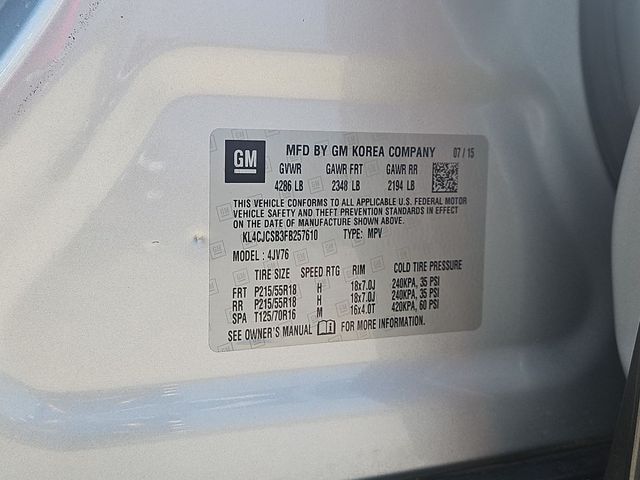 GM MFD BY GM KOREA COMPANY 07 / 15
GVWR GAWR FRT GAWR RR
4286 LB 2348 LB 2194 LB
THIS VEHICLE CONFORMS TO ALL APPLICABLE U.S. FEDERAL MOTOR
VEHICLE SAFETY AND THEFT PREVENTION STANDARDS IN EFFECT
ON THE DATE OF MANUFACTURE SHOWN ABOVE.
KL4CJCSB3FB257610 TYPE: MPV
MODEL : 4JV76
TIRE SIZE SPEED RTG RIM COLD TIRE PRESSURE
FRT P215/55R18 H 18x7.0J 240KPA, 35 PSI
RR P215/55R18 H 18x7.0J 240KPA, 35 PSI
SPA T125/70R16 M 16x4.0T 420KPA, 60 PSI
SEE OWNER'S MANUAL FOR MORE INFORMATION.